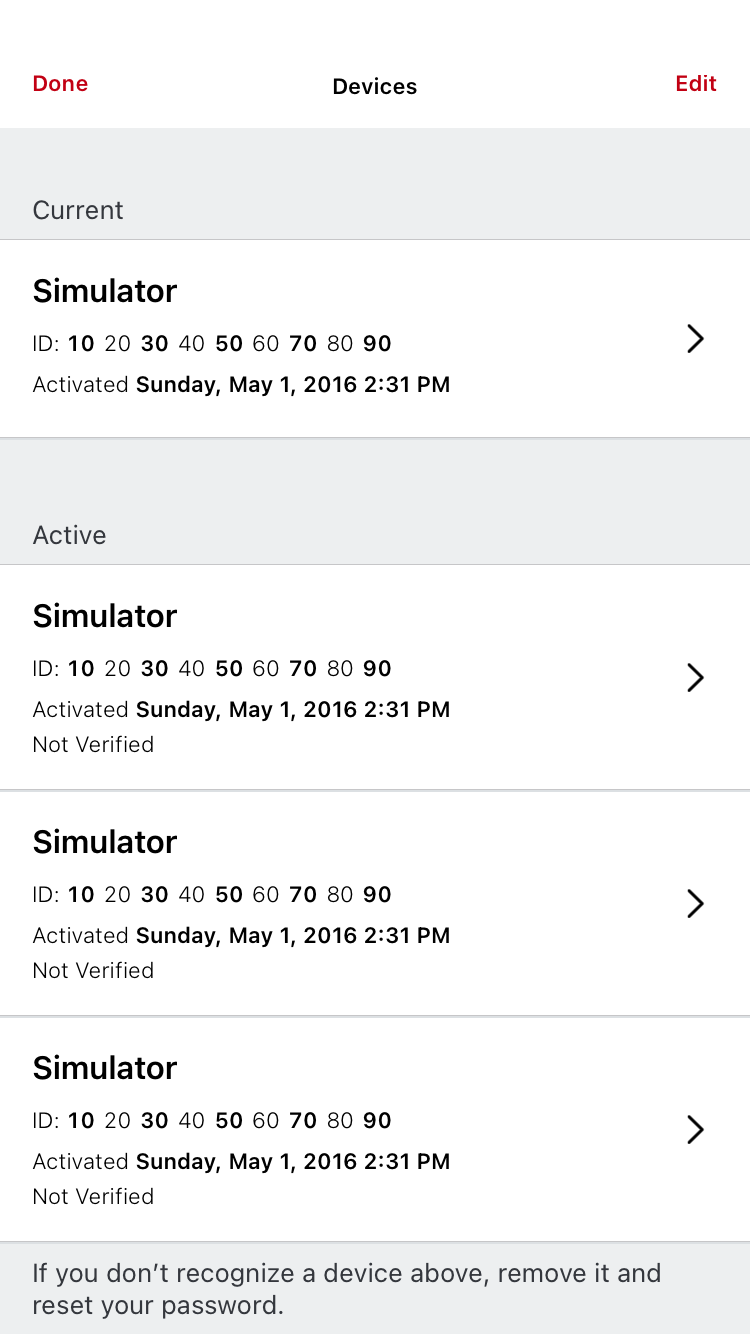 Done Devices Edit
Current
Simulator
ID: 10 20 30 40 50 60 70 80 90
Activated Sunday, May 1, 2016 2:31 PM
Active
Simulator
ID: 10 20 30 40 50 60 70 80 90
Activated Sunday, May 1, 2016 2:31 PM
Not Verified
Simulator
ID: 10 20 30 40 50 60 70 80 90
Activated Sunday, May 1, 2016 2:31 PM
Not Verified
Simulator
ID: 10 20 30 40 50 60 70 80 90
Activated Sunday, May 1, 2016 2:31 PM
Not Verified
If you don’t recognize a device above, remove it and
reset your password.